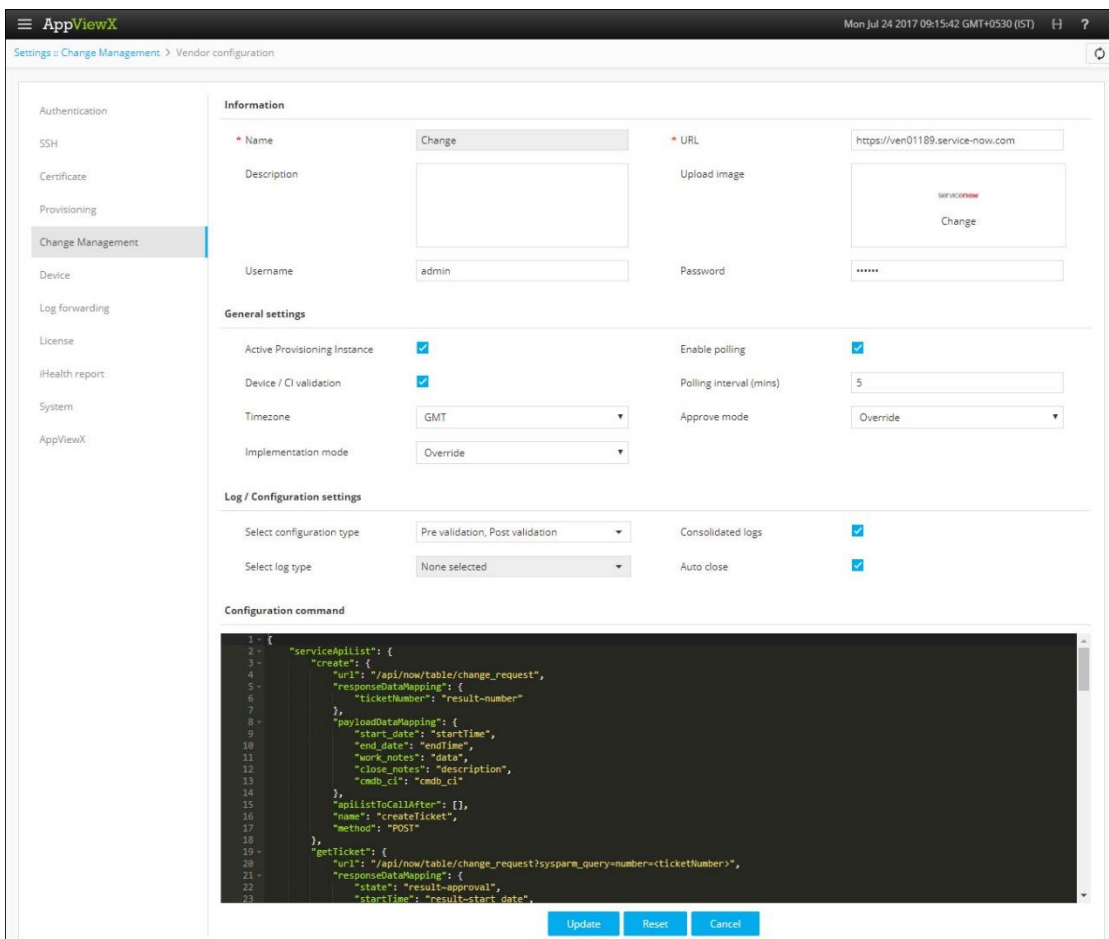 AppViewX Mon Jul 24 2017 09:15:42 GMT+0530 (IST) ?
Settings :: Change Management > Vendor configuration
Authentication
SSH
Certificate
Provisioning
Change Management
Device
Log forwarding
License
iHealth report
System
AppViewX
Information
* Name Change * URL https://ven01189.service-now.com
Description Upload image
servicenow
Change
Username admin Password ••••••
General settings
Active Provisioning Instance Enable polling
Device / CI validation Polling interval (mins) 5
Timezone GMT Approve mode Override
Implementation mode Override
Log / Configuration settings
Select configuration type Pre validation, Post validation Consolidated logs
Select log type None selected Auto close
Configuration command
1 {
2 "serviceApiList": {
3 "create": {
4 "url": "/api/now/table/change_request",
5 "responseDataMapping": {
6 "ticketNumber": "result~number"
7 },
8 "payloadDataMapping": {
9 "start_date": "startTime",
10 "end_date": "endTime",
11 "work_notes": "data",
12 "close_notes": "description",
13 "cmdb_ci": "cmdb_ci"
14 },
15 "apiListToCallAfter": [],
16 "name": "createTicket",
17 "method": "POST"
18 },
19 "getTicket": {
20 "url": "/api/now/table/change_request?sysparm_query=number=<ticketNumber>",
21 "responseDataMapping": {
22 "state": "result~approval",
23 "startTime": "result~start_date",
Update Reset Cancel